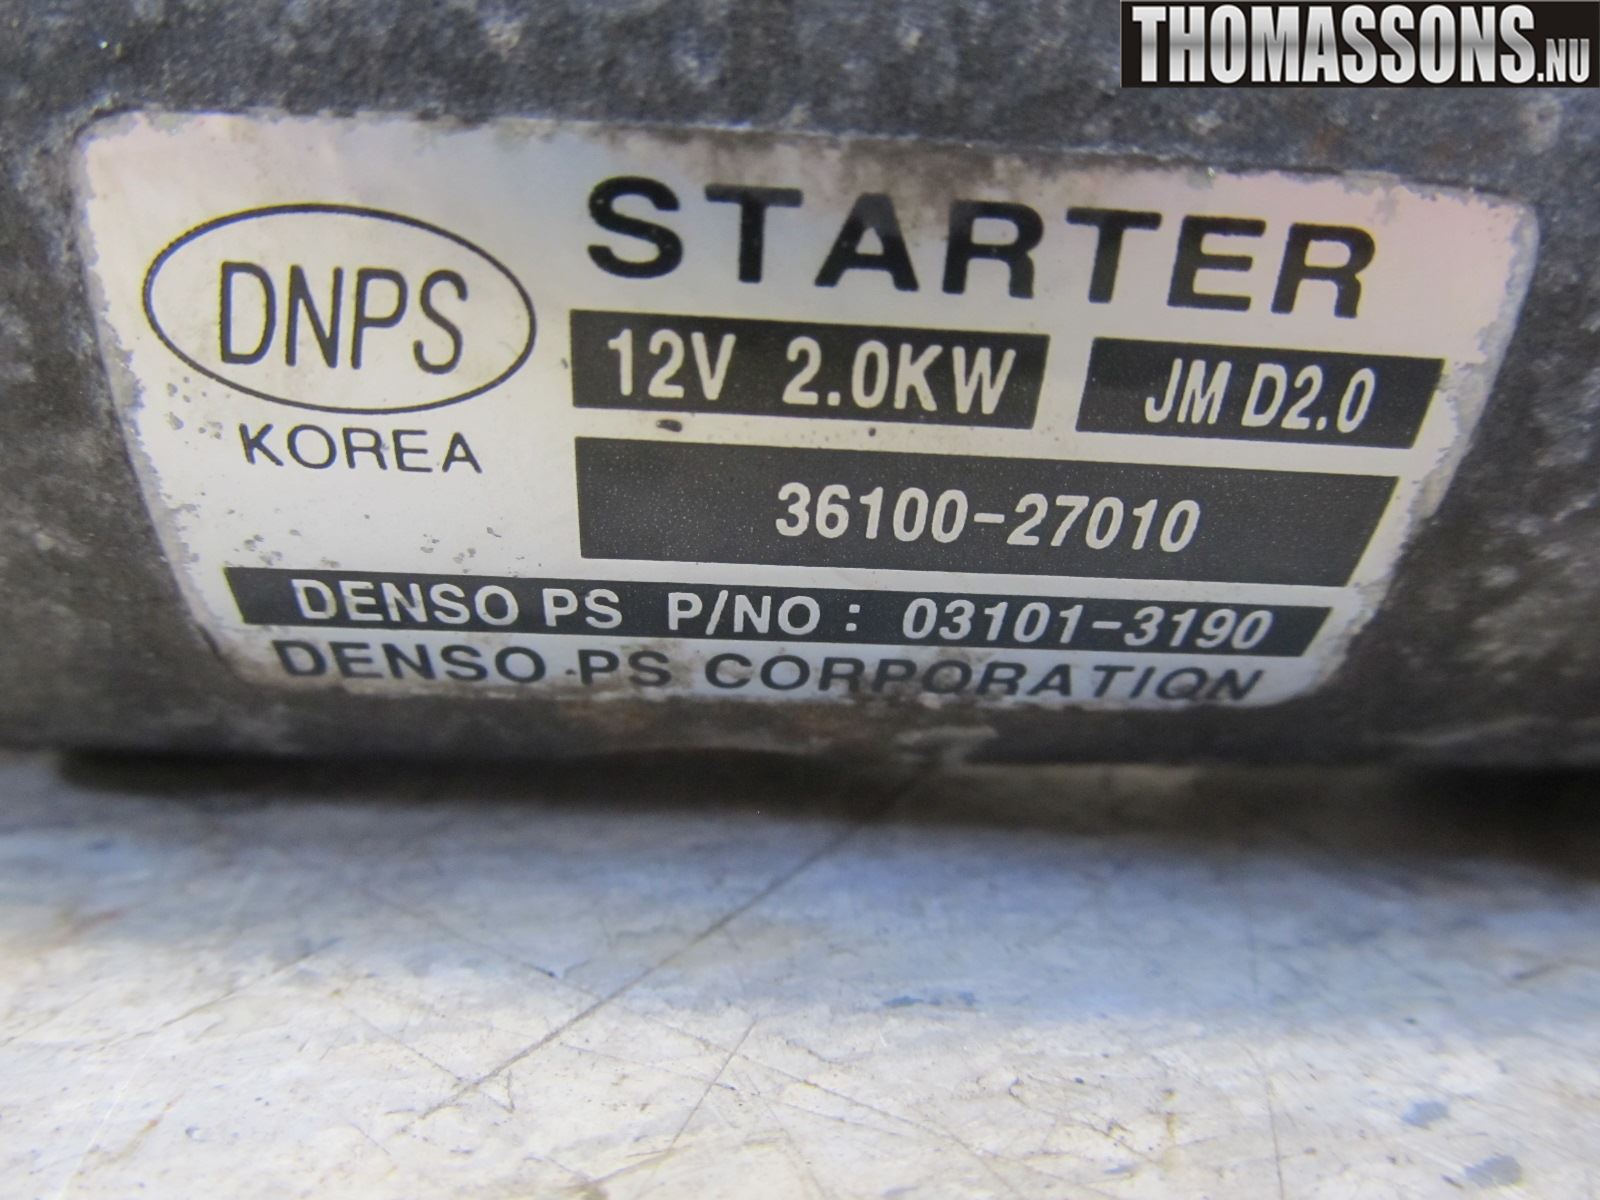 THOMASSONS.NU
STARTER
DNPS
KOREA
12V 2.0KW
JM D2.0
36100-27010
DENSO PS P/NO : 03101-3190
DENSO PS CORPORATION